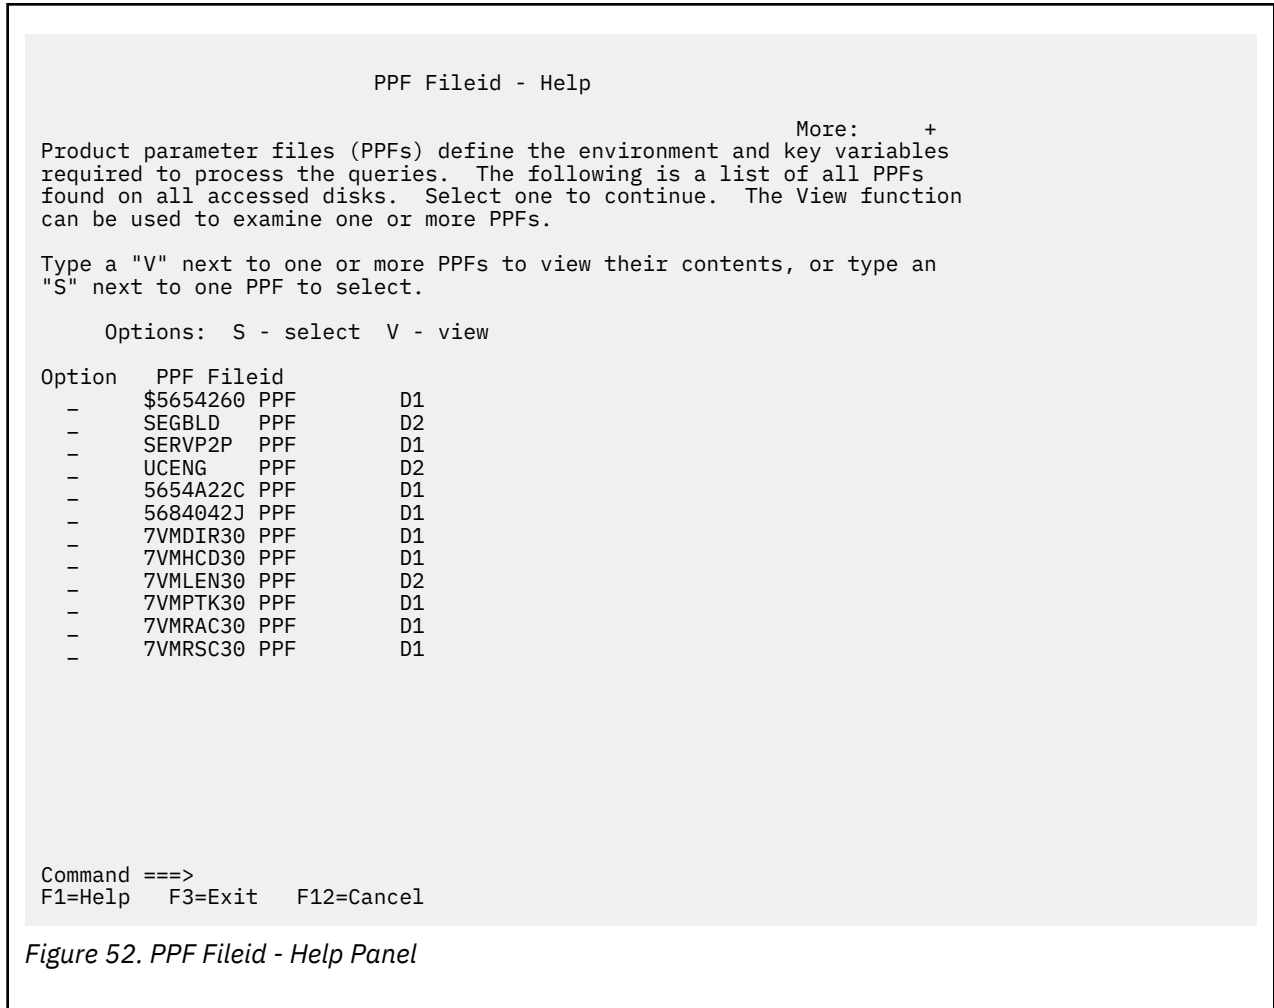 PPF Fileid - Help
More:     +
Product parameter files (PPFs) define the environment and key variables
required to process the queries.  The following is a list of all PPFs
found on all accessed disks.  Select one to continue.  The View function
can be used to examine one or more PPFs.
Type a "V" next to one or more PPFs to view their contents, or type an
"S" next to one PPF to select.
Options:  S - select  V - view
Option   PPF Fileid
_     $5654260 PPF        D1
_     SEGBLD   PPF        D2
_     SERVP2P  PPF        D1
_     UCENG    PPF        D2
_     5654A22C PPF        D1
_     5684042J PPF        D1
_     7VMDIR30 PPF        D1
_     7VMHCD30 PPF        D1
_     7VMLEN30 PPF        D2
_     7VMPTK30 PPF        D1
_     7VMRAC30 PPF        D1
_     7VMRSC30 PPF        D1
Command ===>
F1=Help   F3=Exit   F12=Cancel
Figure 52. PPF Fileid - Help Panel